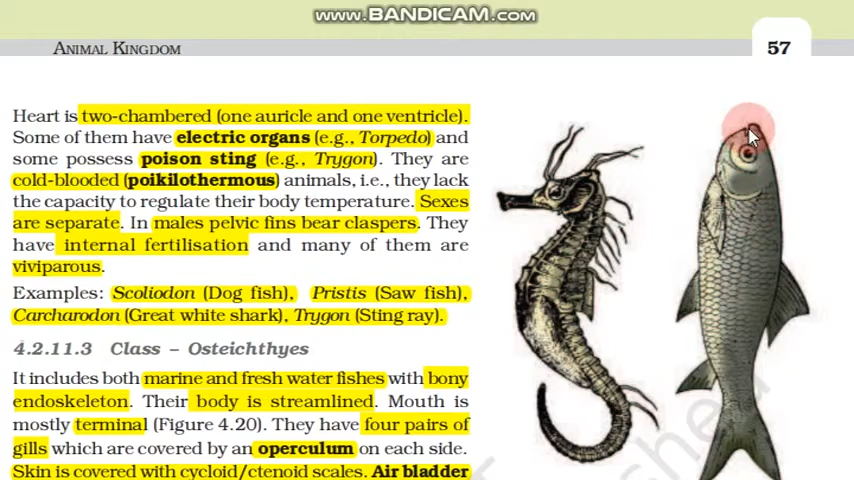 www.BANDICAM.com
ANIMAL KINGDOM
57
Heart is two-chambered (one auricle and one ventricle).
Some of them have electric organs (e.g., Torpedo) and
some possess poison sting (e.g., Trygon). They are
cold-blooded (poikilothermous) animals, i.e., they lack
the capacity to regulate their body temperature. Sexes
are separate. In males pelvic fins bear claspers. They
have internal fertilisation and many of them are
viviparous.
Examples: Scoliodon (Dog fish), Pristis (Saw fish),
Carcharodon (Great white shark), Trygon (Sting ray).
4.2.11.3 Class – Osteichthyes
It includes both marine and fresh water fishes with bony
endoskeleton. Their body is streamlined. Mouth is
mostly terminal (Figure 4.20). They have four pairs of
gills which are covered by an operculum on each side.
Skin is covered with cycloid/ctenoid scales. Air bladder